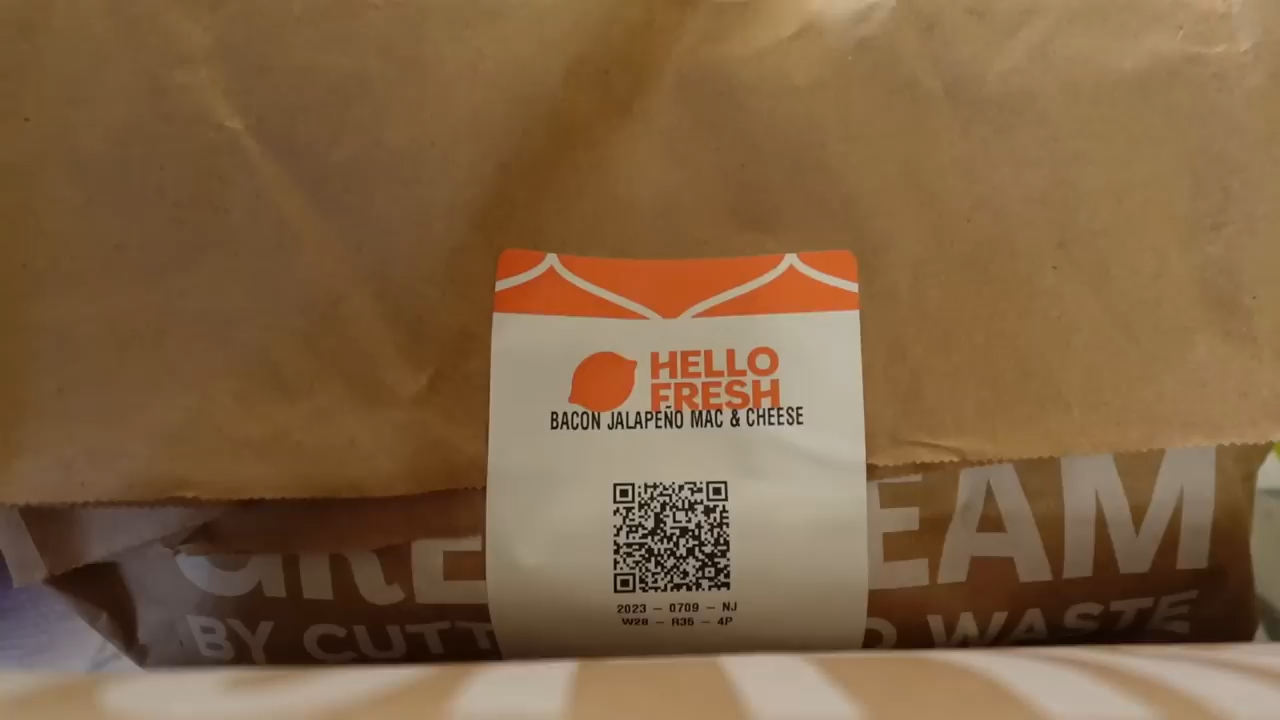 HELLO
FRESH
BACON JALAPEÑO MAC & CHEESE
EAM
2023 - 0709 - NJ
W28 - R35 - 4P
BY CUTT
WASTE